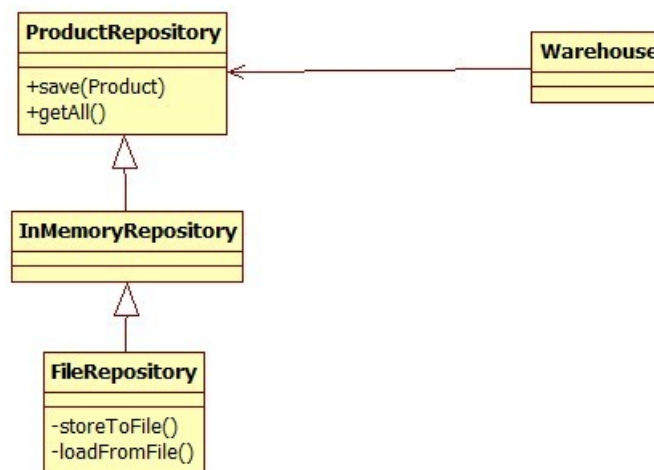 ProductRepository
+save(Product)
+getAll()
Warehouse
InMemoryRepository
FileRepository
-storeToFile()
-loadFromFile()